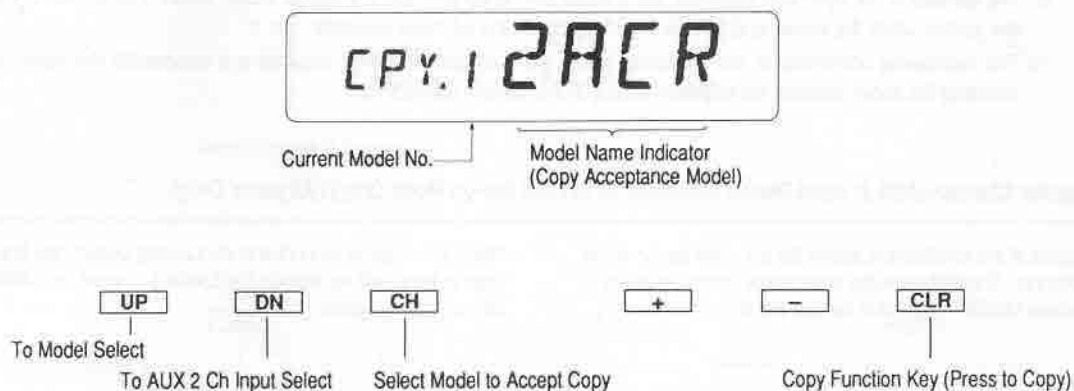 CPY.1 2ACR
Current Model No.
Model Name Indicator
(Copy Acceptance Model)
UP DN CH + − CLR
To Model Select
To AUX 2 Ch Input Select Select Model to Accept Copy Copy Function Key (Press to Copy)